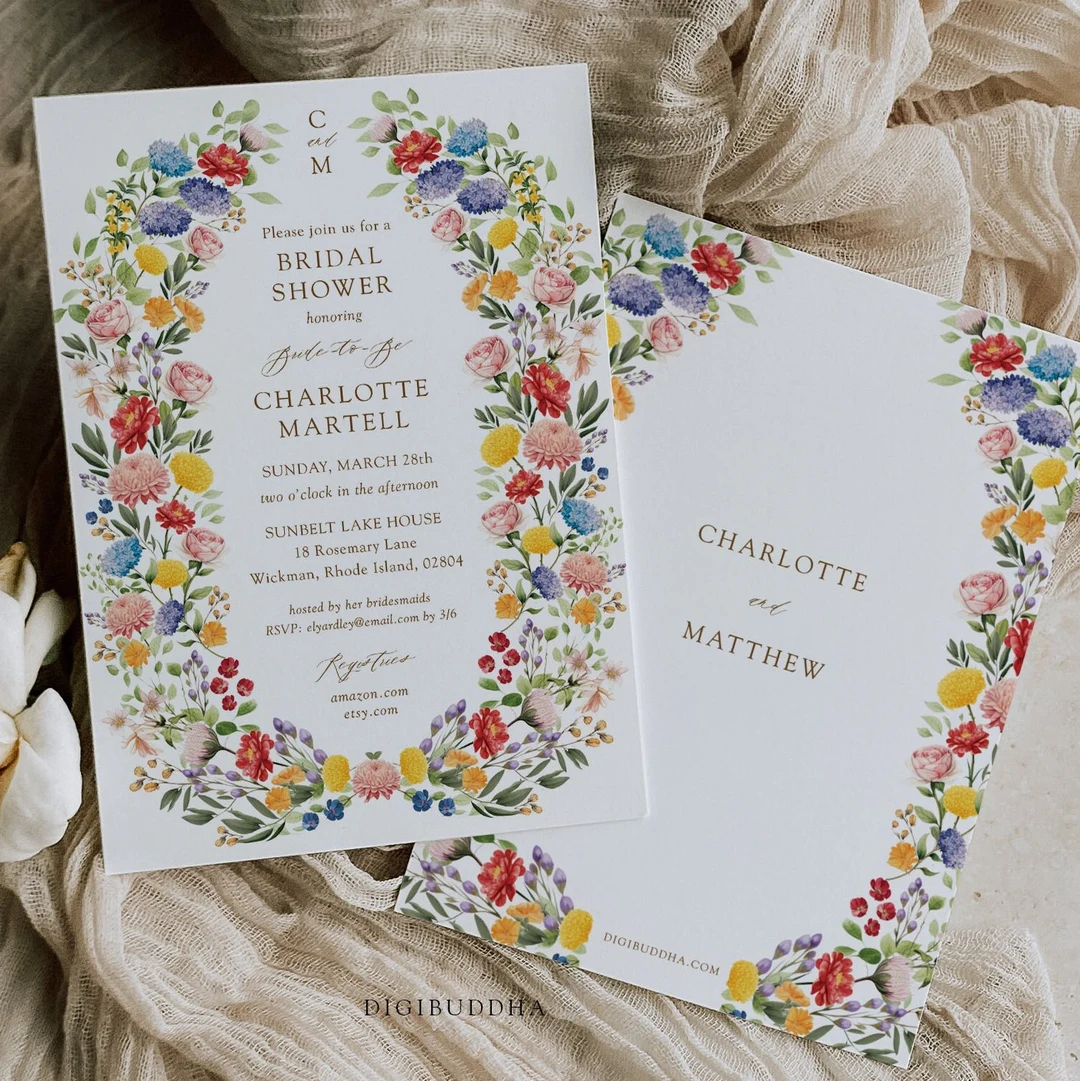 C
and
M
Please join us for a
BRIDAL
SHOWER
honoring
Bride-to-Be
CHARLOTTE
MARTELL
SUNDAY, MARCH 28th
two o'clock in the afternoon
SUNBELT LAKE HOUSE
18 Rosemary Lane
Wickman, Rhode Island, 02804
hosted by her bridesmaids
RSVP: elyardley@email.com by 3/6
Registries
amazon.com
etsy.com
CHARLOTTE
and
MATTHEW
DIGIBUDDHA.COM
DIGIBUDDHA